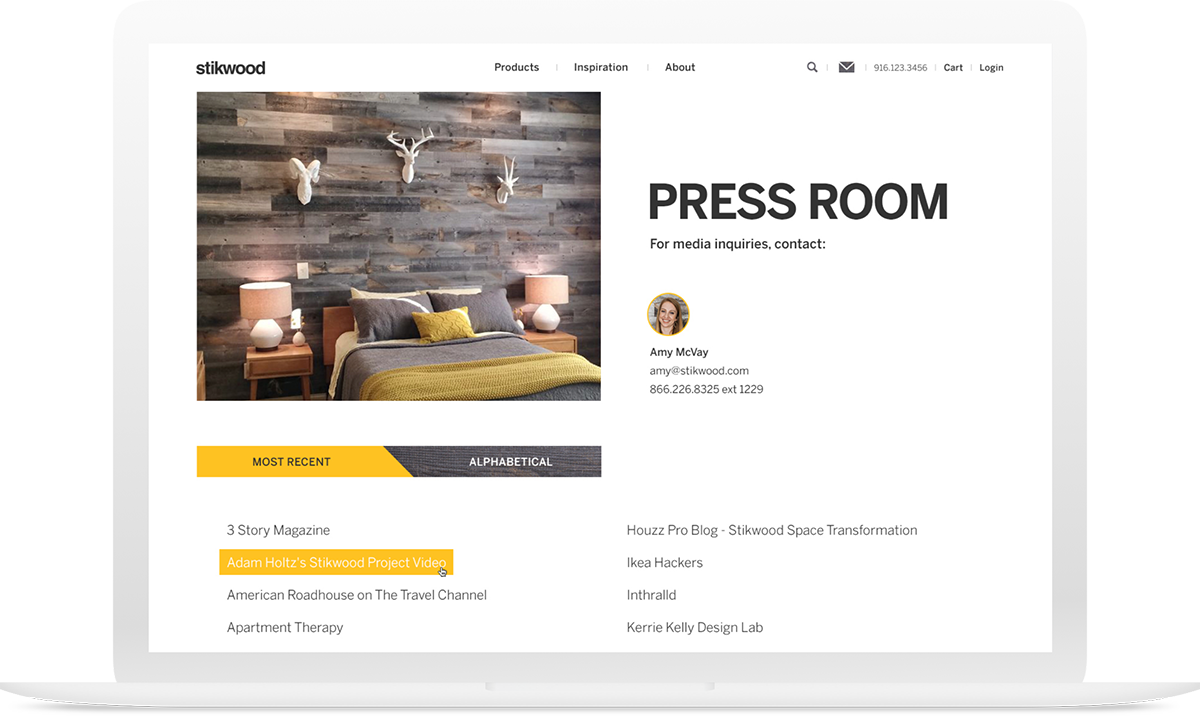 stikwood
Products
Inspiration
About
916.123.3456
Cart
Login
PRESS ROOM
For media inquiries, contact:
Amy McVay
amy@stikwood.com
866.226.8325 ext 1229
MOST RECENT
ALPHABETICAL
3 Story Magazine
Adam Holtz's Stikwood Project Video
American Roadhouse on The Travel Channel
Apartment Therapy
Houzz Pro Blog - Stikwood Space Transformation
Ikea Hackers
Inthralld
Kerrie Kelly Design Lab